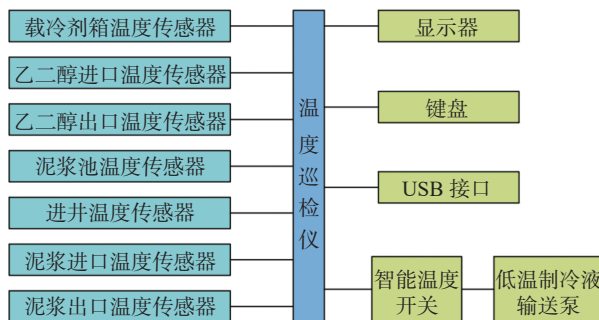 载冷剂箱温度传感器
乙二醇进口温度传感器
乙二醇出口温度传感器
泥浆池温度传感器
进井温度传感器
泥浆进口温度传感器
泥浆出口温度传感器
温度巡检仪
显示器
键盘
USB 接口
智能温度
开关
低温制冷液
输送泵